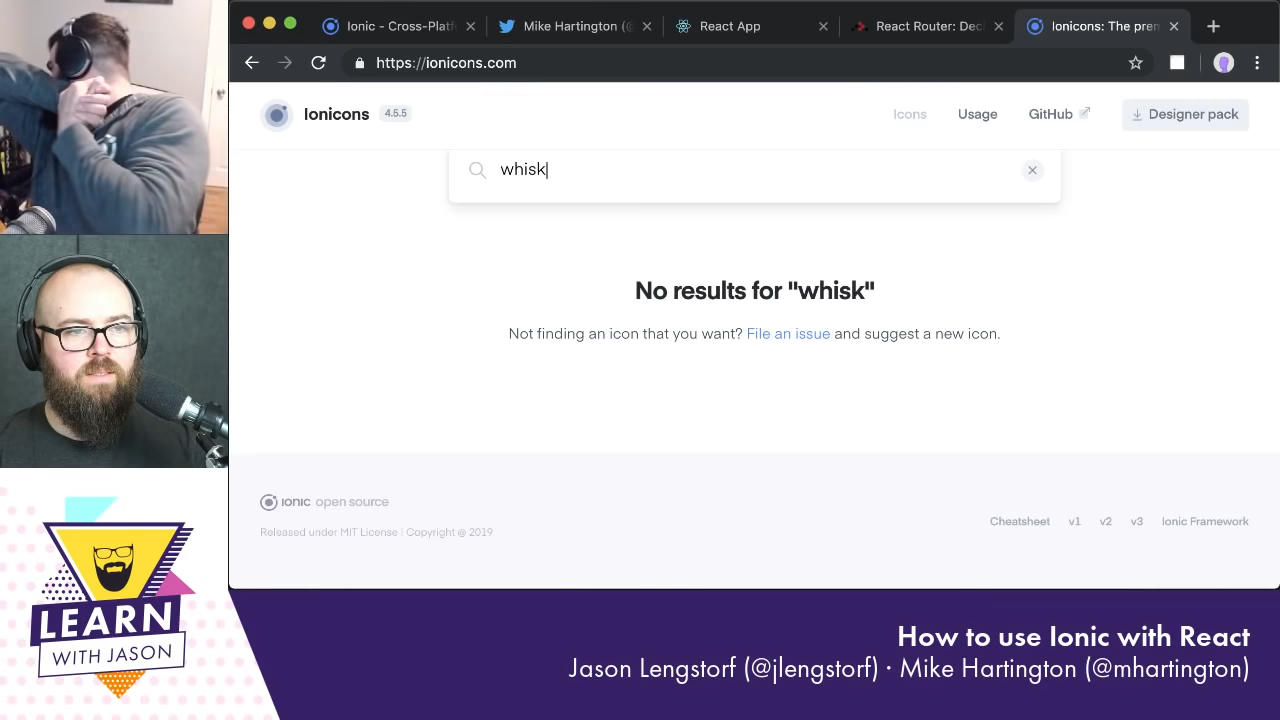 Ionic - Cross-Platf
Mike Hartington (@
React App
React Router: Decl
Ionicons: The prem
https://ionicons.com
Ionicons
4.5.5
Icons
Usage
GitHub
Designer pack
whisk
No results for "whisk"
Not finding an icon that you want? File an issue and suggest a new icon.
IONIC open source
Released under MIT License | Copyright @ 2019
Cheatsheet
v1
v2
v3
Ionic Framework
LEARN
WITH JASON
How to use Ionic with React
Jason Lengstorf (@jlengstorf) · Mike Hartington (@mhartington)